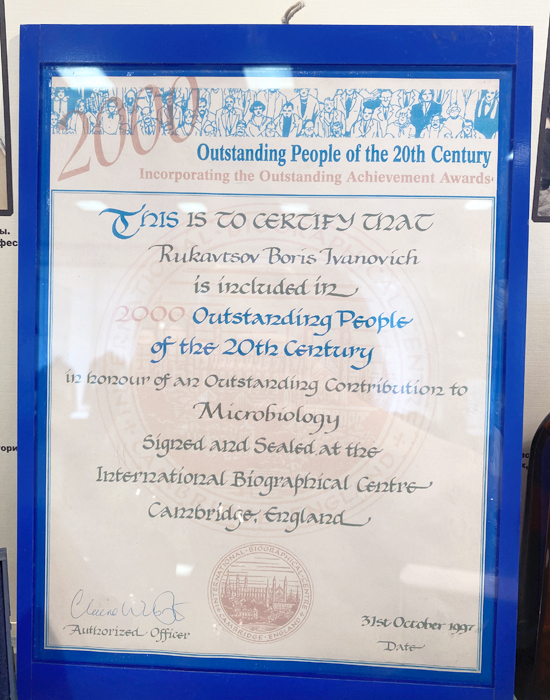 2000
Outstanding People of the 20th Century
Incorporating the Outstanding Achievement Awards
This is to certify that
Rukavtsov Boris Ivanovich
is included in
2000 Outstanding People
of the 20th Century
in honour of an Outstanding Contribution to
Microbiology
Signed and Sealed at the
International Biographical Centre
Cambridge, England
INTERNATIONAL·BIOGRAPHICAL·CENTRE
CAMBRIDGE·ENGLAND
Authorized Officer
31st October 1997
Date